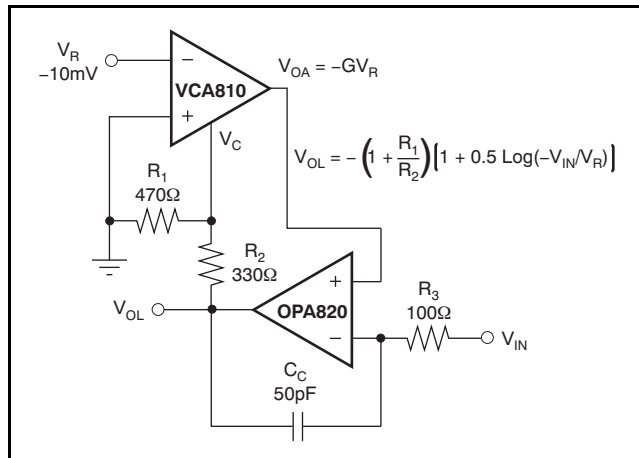 V_R
−10mV
−
VCA810
+
V_C
V_OA = −GV_R
V_OL = − (1 + R_1/R_2) [1 + 0.5 Log(−V_IN/V_R)]
R_1
470Ω
R_2
330Ω
V_OL
+
OPA820
−
R_3
100Ω
V_IN
C_C
50pF